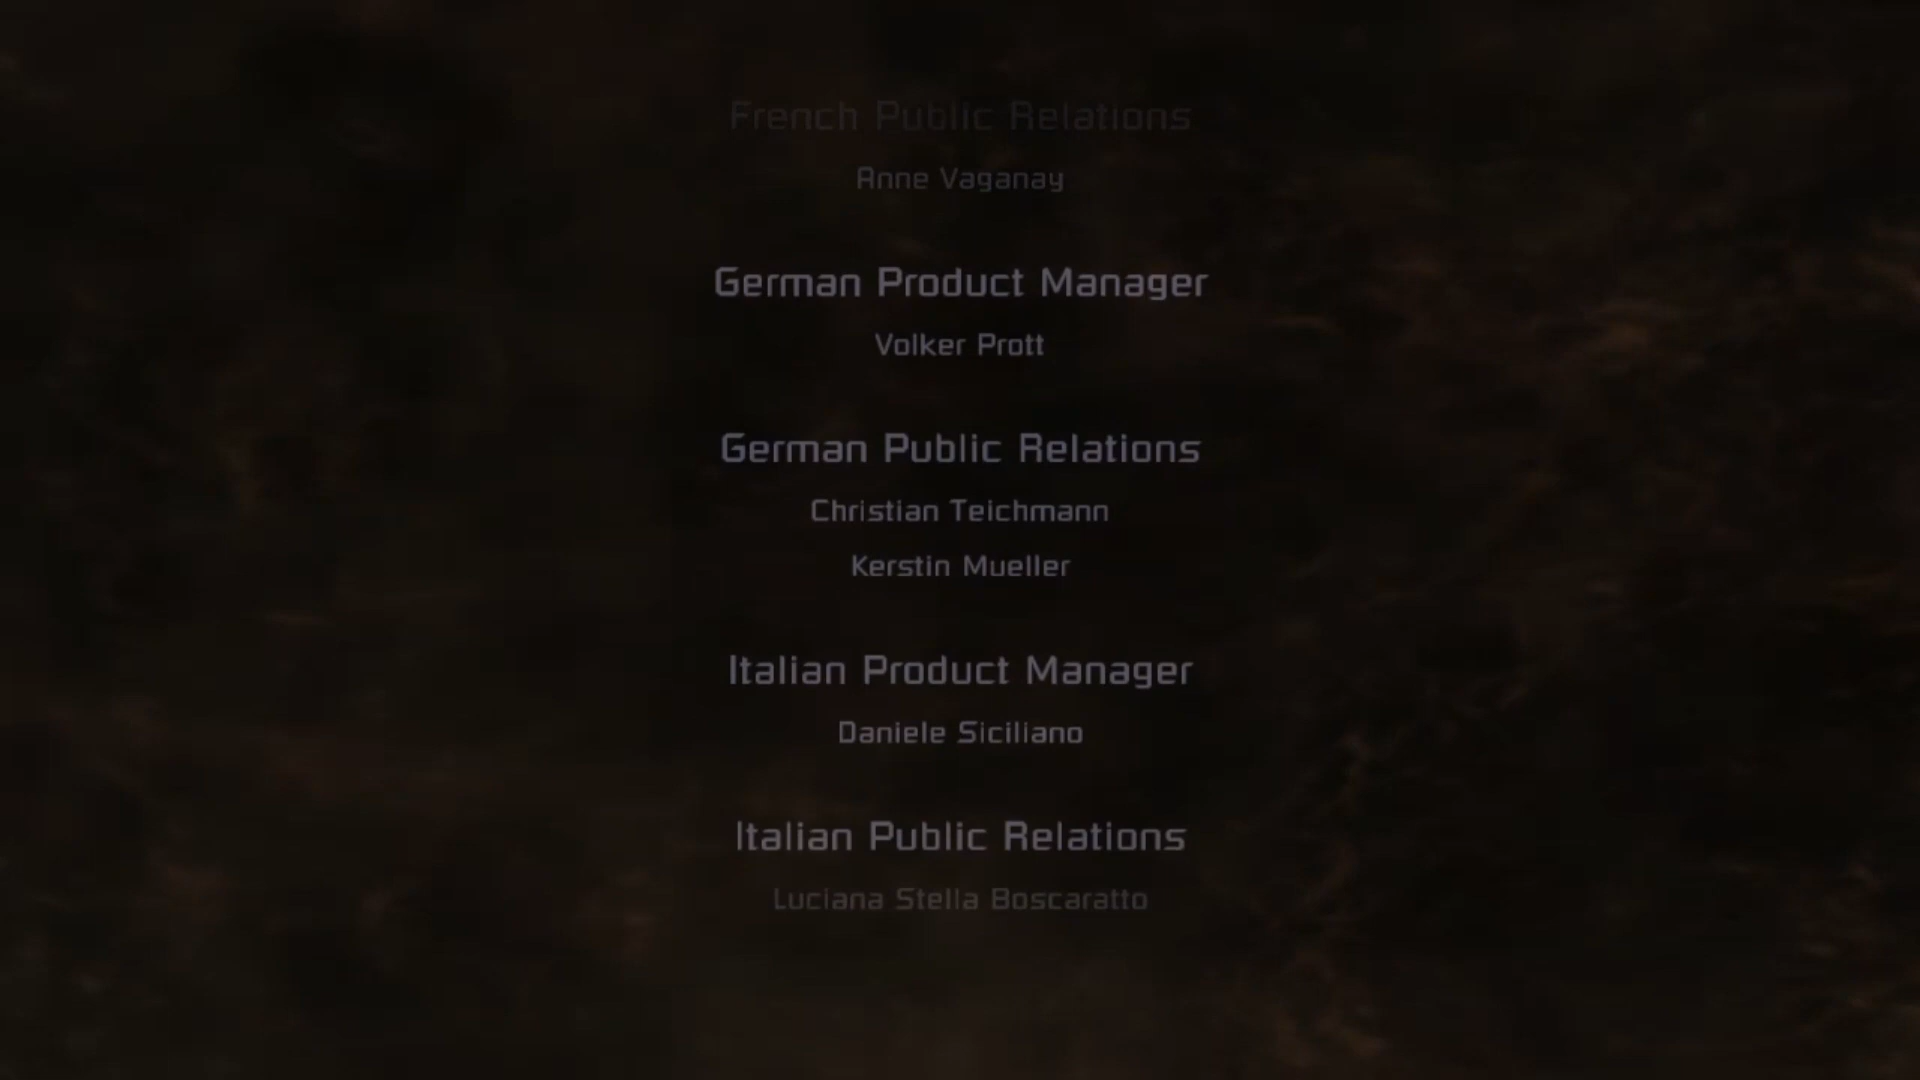 French Public Relations
Anne Vaganay
German Product Manager
Volker Prott
German Public Relations
Christian Teichmann
Kerstin Mueller
Italian Product Manager
Daniele Siciliano
Italian Public Relations
Luciana Stella Boscaratto